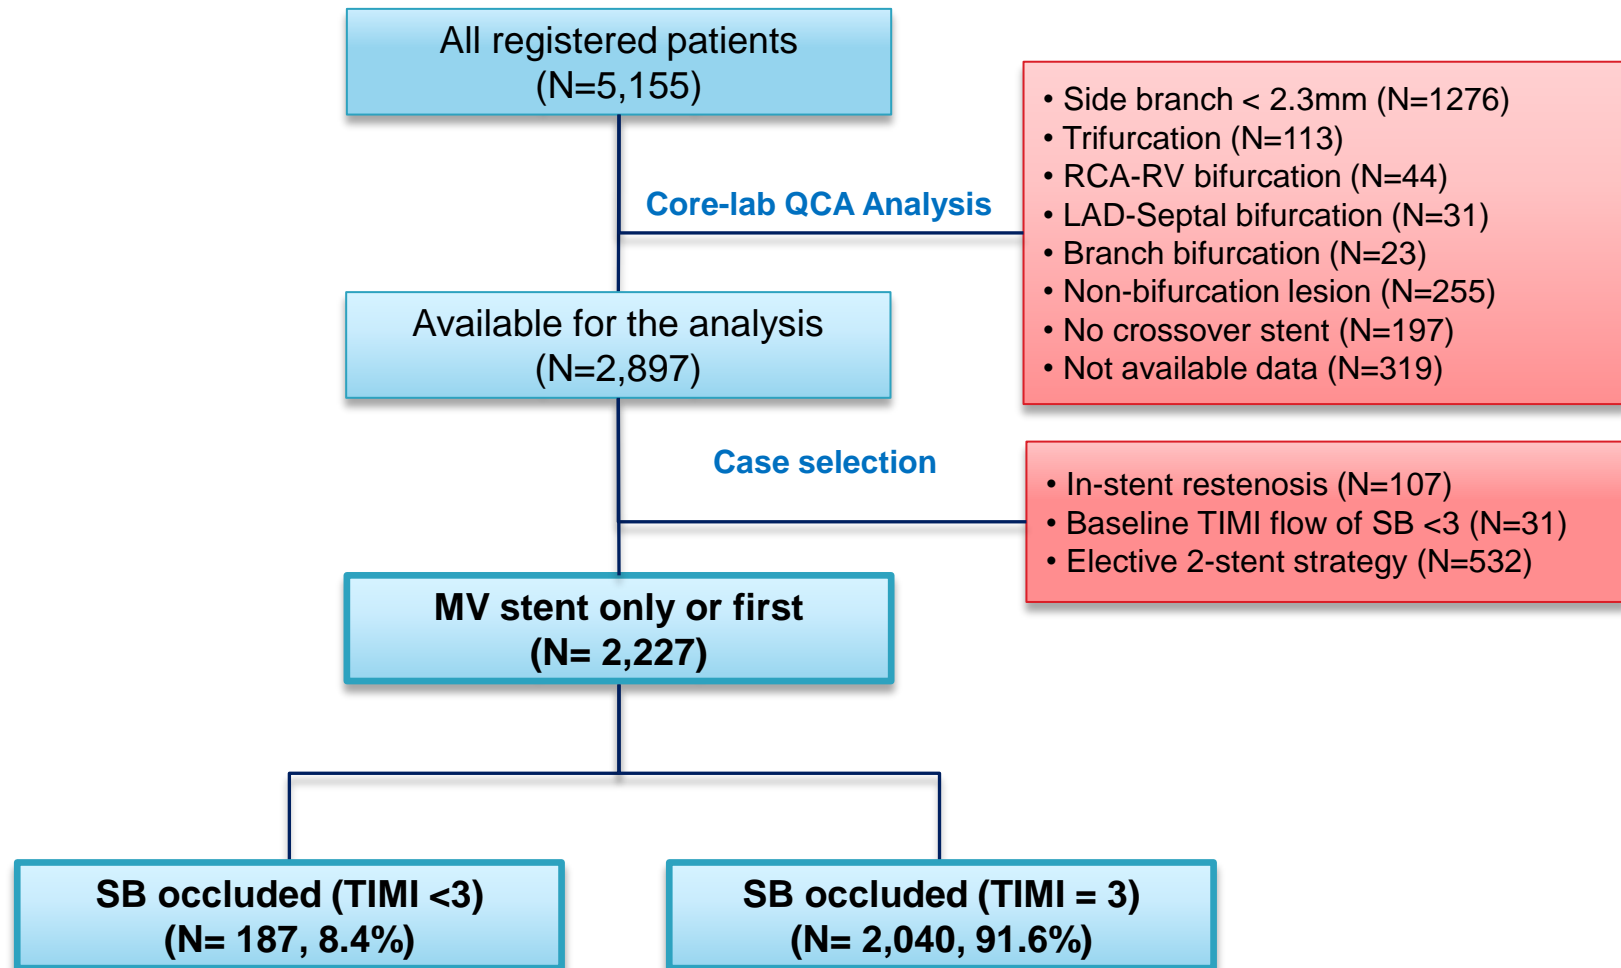 All registered patients
(N=5,155)
• Side branch < 2.3mm (N=1276)
• Trifurcation (N=113)
• RCA-RV bifurcation (N=44)
• LAD-Septal bifurcation (N=31)
• Branch bifurcation (N=23)
• Non-bifurcation lesion (N=255)
• No crossover stent (N=197)
• Not available data (N=319)
Core-lab QCA Analysis
Available for the analysis
(N=2,897)
Case selection
• In-stent restenosis (N=107)
• Baseline TIMI flow of SB <3 (N=31)
• Elective 2-stent strategy (N=532)
MV stent only or first
(N= 2,227)
SB occluded (TIMI <3)
(N= 187, 8.4%)
SB occluded (TIMI = 3)
(N= 2,040, 91.6%)